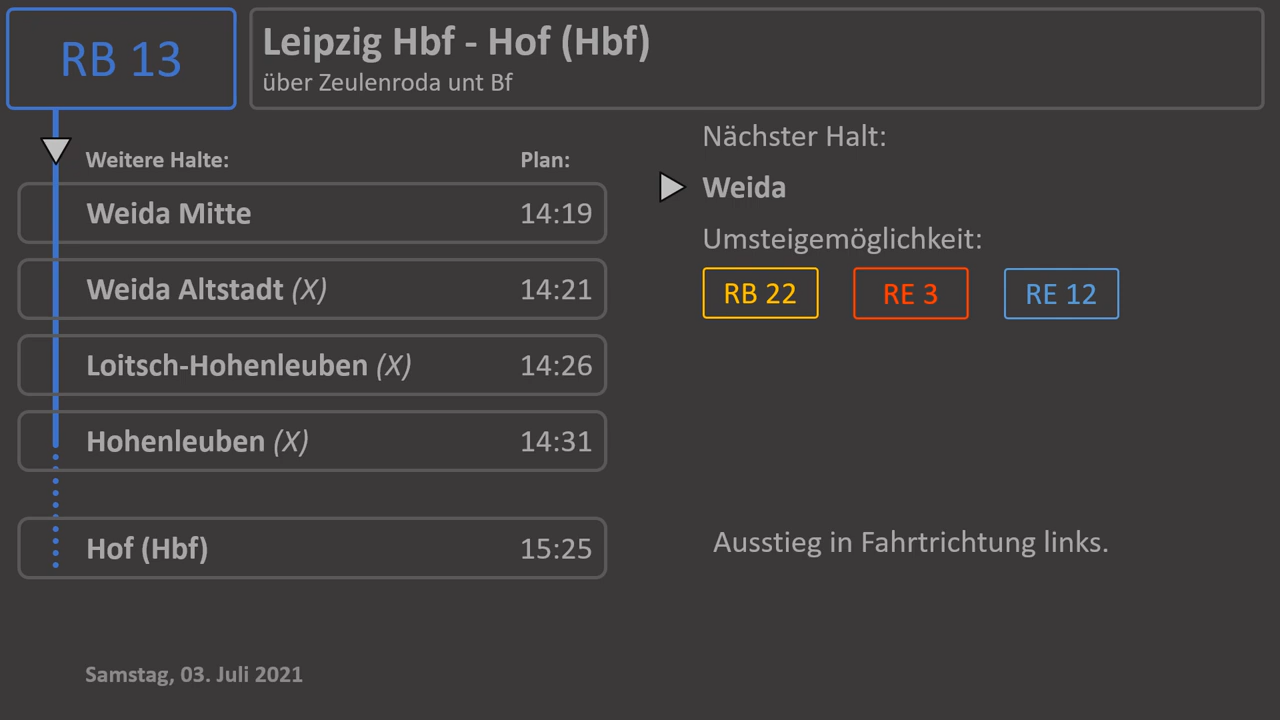 RB 13
Leipzig Hbf - Hof (Hbf)
über Zeulenroda unt Bf
Weitere Halte: Plan:
Weida Mitte 14:19
Weida Altstadt (X) 14:21
Loitsch-Hohenleuben (X) 14:26
Hohenleuben (X) 14:31
Hof (Hbf) 15:25
Samstag, 03. Juli 2021
Nächster Halt:
Weida
Umsteigemöglichkeit:
RB 22 RE 3 RE 12
Ausstieg in Fahrtrichtung links.